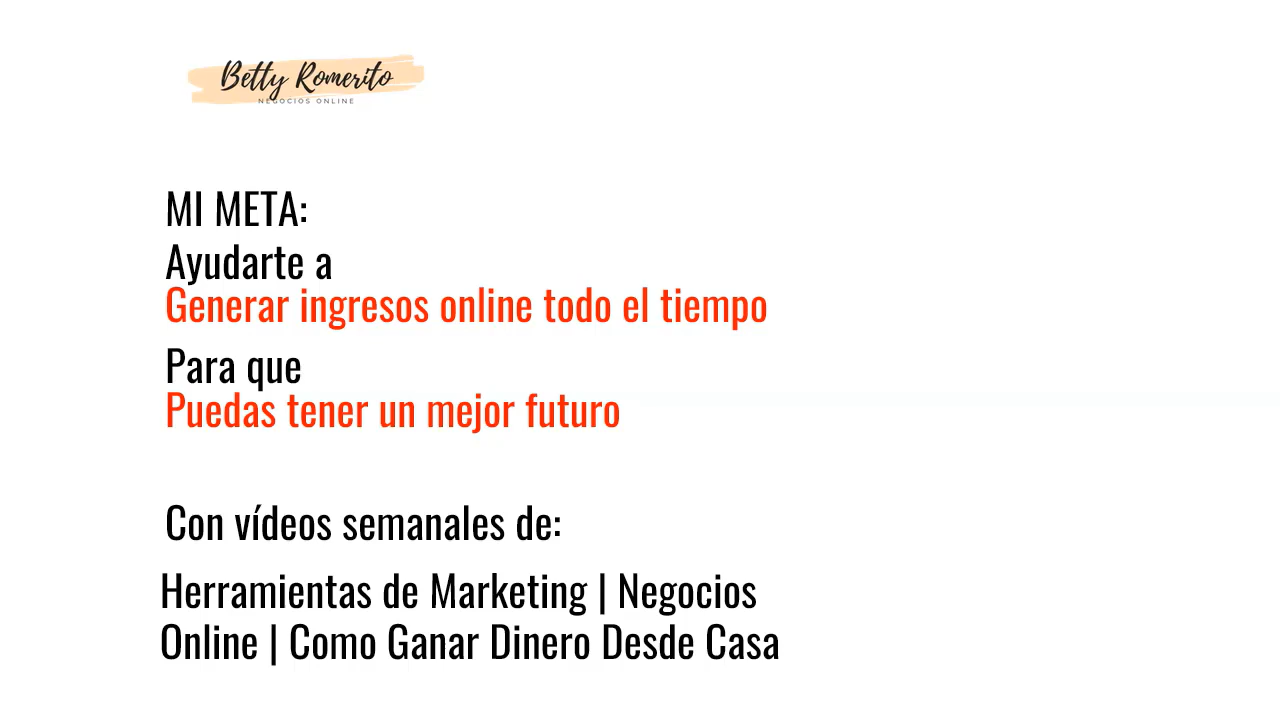 Betty Romerito
NEGOCIOS ONLINE
MI META:
Ayudarte a
Generar ingresos online todo el tiempo
Para que
Puedas tener un mejor futuro
Con vídeos semanales de:
Herramientas de Marketing | Negocios
Online | Como Ganar Dinero Desde Casa